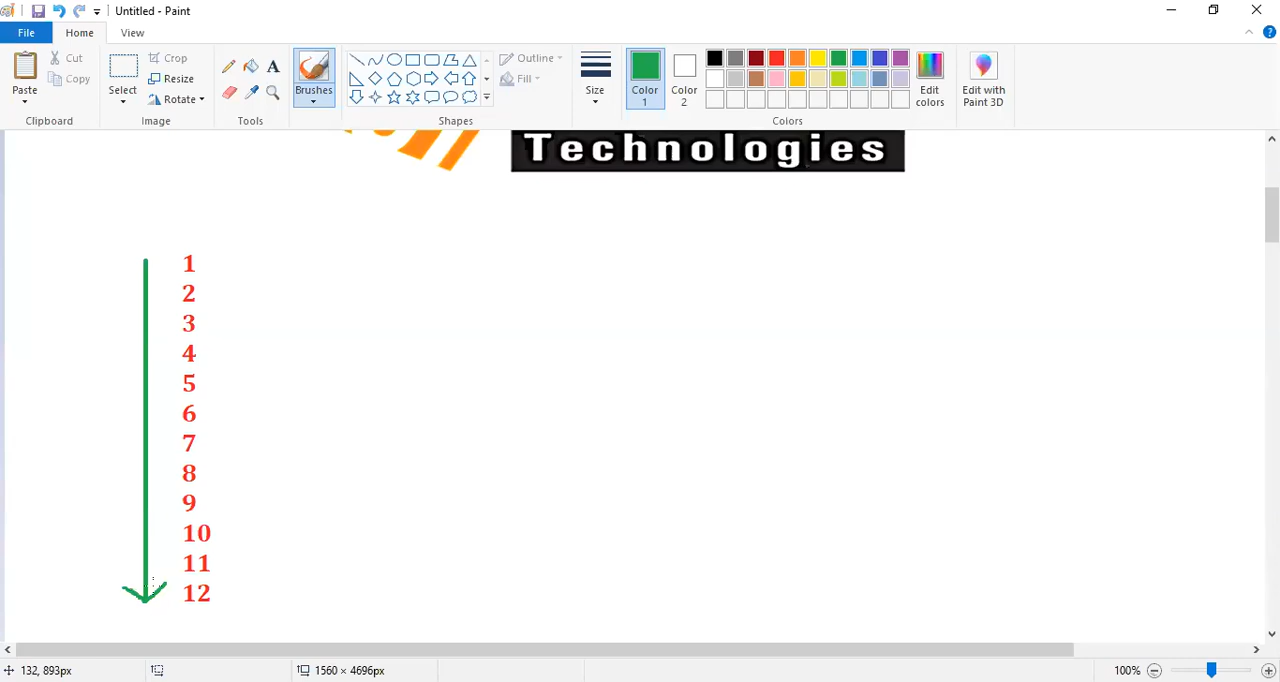 Untitled - Paint
File Home View
Paste
Cut
Copy
Clipboard
Select
Crop
Resize
Rotate
Image
A
Tools
Brushes
Outline
Fill
Shapes
Size
Color 1
Color 2
Edit colors
Colors
Edit with Paint 3D
Technologies
1
2
3
4
5
6
7
8
9
10
11
12
132, 893px
1560 × 4696px
100%